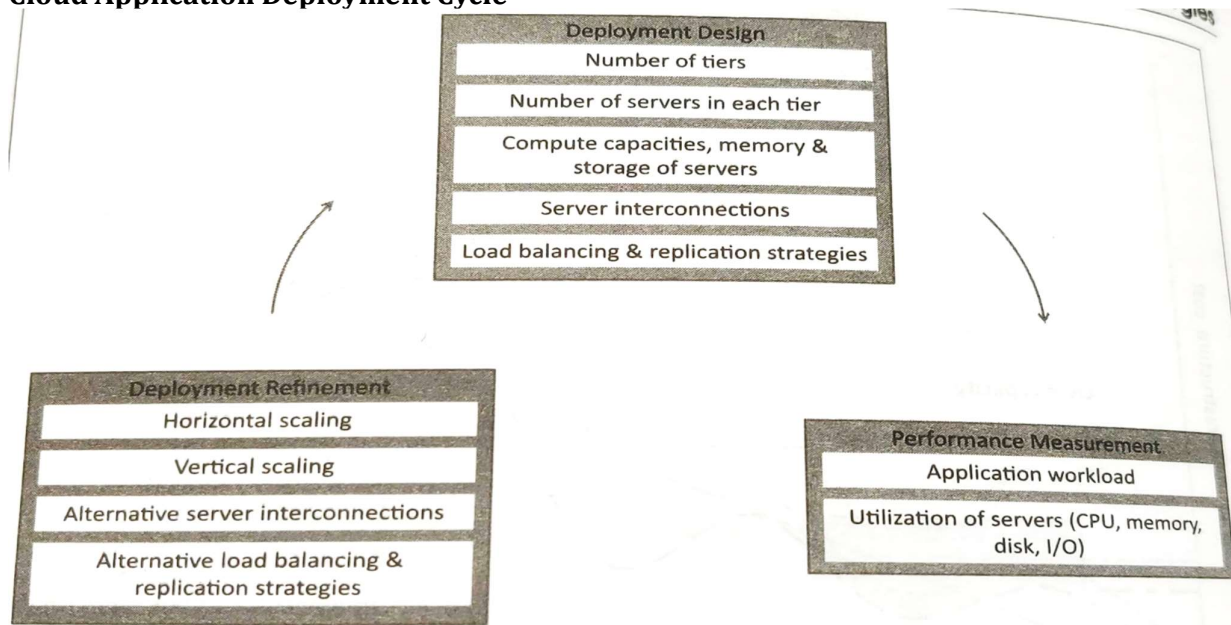 Cloud Application Deployment Cycle
Deployment Design
Number of tiers
Number of servers in each tier
Compute capacities, memory &
storage of servers
Server interconnections
Load balancing & replication strategies
Deployment Refinement
Horizontal scaling
Vertical scaling
Alternative server interconnections
Alternative load balancing &
replication strategies
Performance Measurement
Application workload
Utilization of servers (CPU, memory,
disk, I/O)